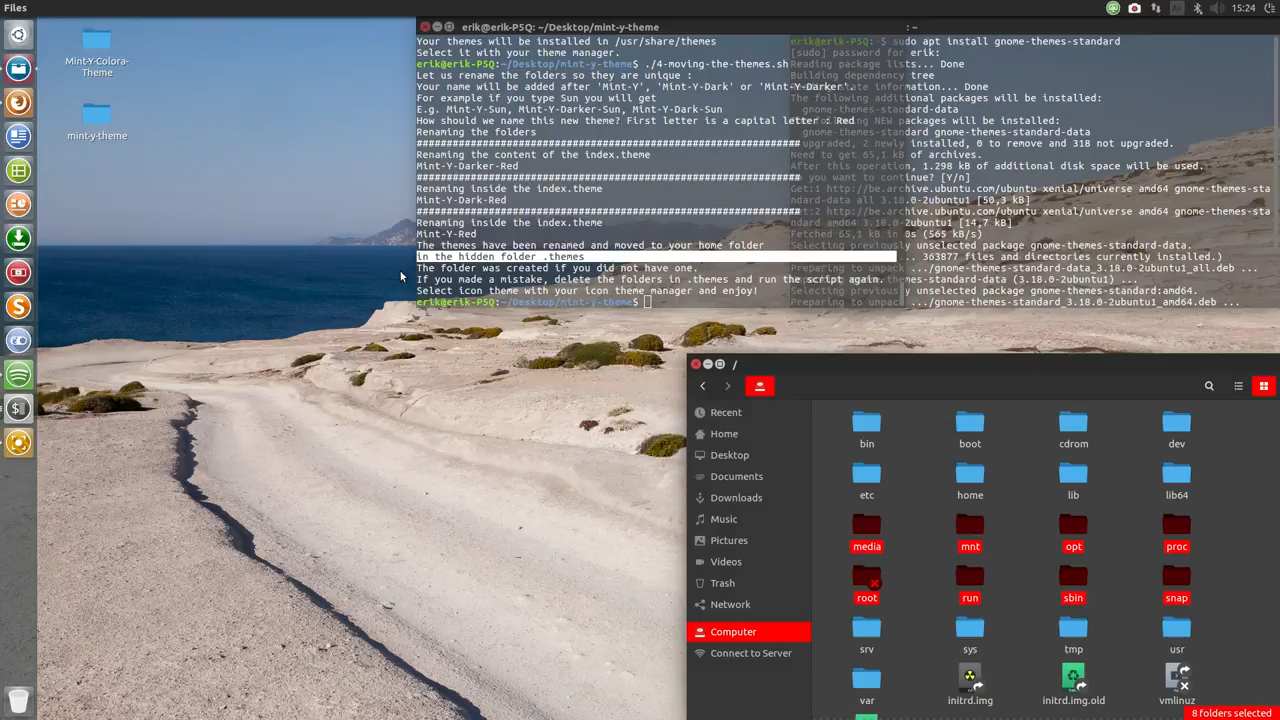 Files
15:24
Mint-Y-Colora-
Theme
mint-y-theme
erik@erik-P5Q: ~/Desktop/mint-y-theme
: ~
Your themes will be installed in /usr/share/themes
Select it with your theme manager.
erik@erik-P5Q:~/Desktop/mint-y-theme$ ./4-moving-the-themes.sh
Let us rename the folders so they are unique :
Your name will be added after 'Mint-Y', 'Mint-Y-Dark' or 'Mint-Y-Darker'.
For example if you type Sun you will get
E.g. Mint-Y-Sun, Mint-Y-Darker-Sun, Mint-Y-Dark-Sun
How should we name this new theme? First letter is a capital letter : Red
Renaming the folders
######################################################################
Renaming the content of the index.theme
Mint-Y-Darker-Red
######################################################################
Renaming inside the index.theme
Mint-Y-Dark-Red
######################################################################
Renaming inside the index.theme
Mint-Y-Red
The themes have been renamed and moved to your home folder
in the hidden folder .themes
The folder was created if you did not have one.
If you made a mistake, delete the folders in .themes and run the script again.
Select icon theme with your icon theme manager and enjoy!
erik@erik-P5Q:~/Desktop/mint-y-theme$
erik@erik-P5Q:~$ sudo apt install gnome-themes-standard
[sudo] password for erik:
Reading package lists... Done
Building dependency tree
information... Done
The following additional packages will be installed:
gnome-themes-standard-data
NEW packages will be installed:
gnome-themes-standard gnome-themes-standard-data
upgraded, 2 newly installed, 0 to remove and 318 not upgraded.
Need to get 65,1 kB of archives.
After this operation, 1.298 kB of additional disk space will be used.
you want to continue? [Y/n]
Get:1 http://be.archive.ubuntu.com/ubuntu xenial/universe amd64 gnome-themes-sta
ndard-data all 3.18.0-2ubuntu1 [50,3 kB]
Get:2 http://be.archive.ubuntu.com/ubuntu xenial/universe amd64 gnome-themes-sta
ndard amd64 3.18.0-2ubuntu1 [14,7 kB]
Fetched 65,1 kB in 0s (565 kB/s)
Selecting previously unselected package gnome-themes-standard-data.
... 363877 files and directories currently installed.)
Preparing to unpack .../gnome-themes-standard-data_3.18.0-2ubuntu1_all.deb ...
Unpacking gnome-themes-standard-data (3.18.0-2ubuntu1) ...
Selecting previously unselected package gnome-themes-standard:amd64.
Preparing to unpack .../gnome-themes-standard_3.18.0-2ubuntu1_amd64.deb ...
/
Recent
Home
Desktop
Documents
Downloads
Music
Pictures
Videos
Trash
Network
Computer
Connect to Server
bin
boot
cdrom
dev
etc
home
lib
lib64
media
mnt
opt
proc
root
run
sbin
snap
srv
sys
tmp
usr
var
initrd.img
initrd.img.old
vmlinuz
8 folders selected